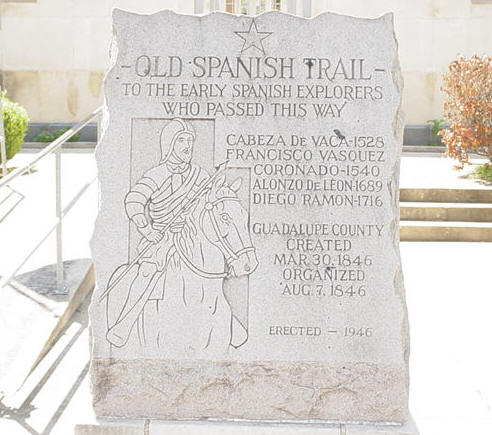 -OLD SPANISH TRAIL-
TO THE EARLY SPANISH EXPLORERS
WHO PASSED THIS WAY
CABEZA DE VACA-1528
FRANCISCO VASQUEZ
CORONADO-1540
ALONZO DE LEON-1689
DIEGO RAMON-1716
GUADALUPE COUNTY
CREATED
MAR. 30. 1846
ORGANIZED
AUG. 7. 1846
ERECTED - 1946